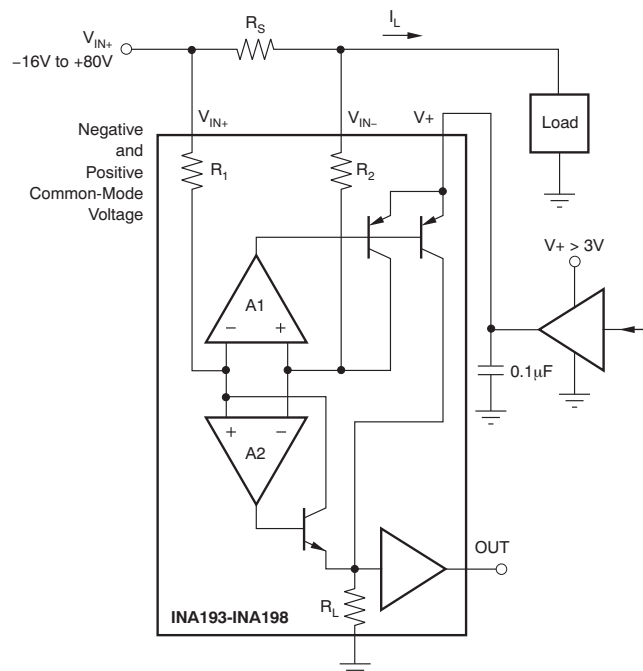 R_S
I_L
V_IN+
−16V to +80V
V_IN+
V_IN−
V+
Negative
and
Positive
Common-Mode
Voltage
R_1
R_2
Load
V+ > 3V
A1
− +
0.1μF
+ −
A2
OUT
R_L
INA193-INA198